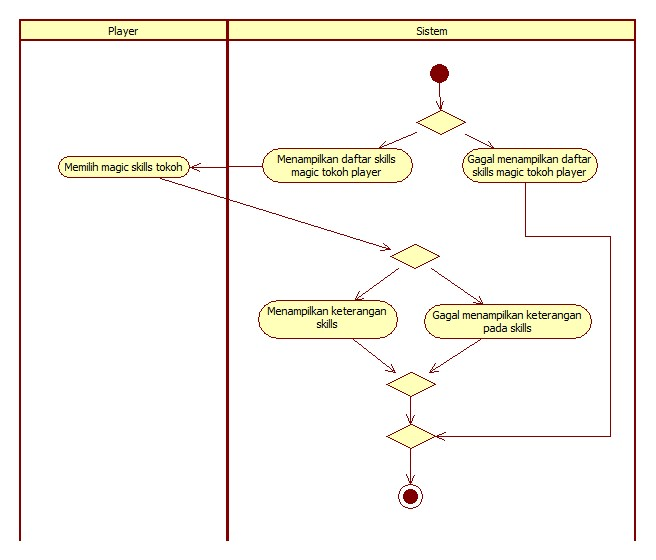 Player
Sistem
Menampilkan daftar skills
magic tokoh player
Gagal menampilkan daftar
skills magic tokoh player
Memilih magic skills tokoh
Menampilkan keterangan
skills
Gagal menampilkan keterangan
pada skills